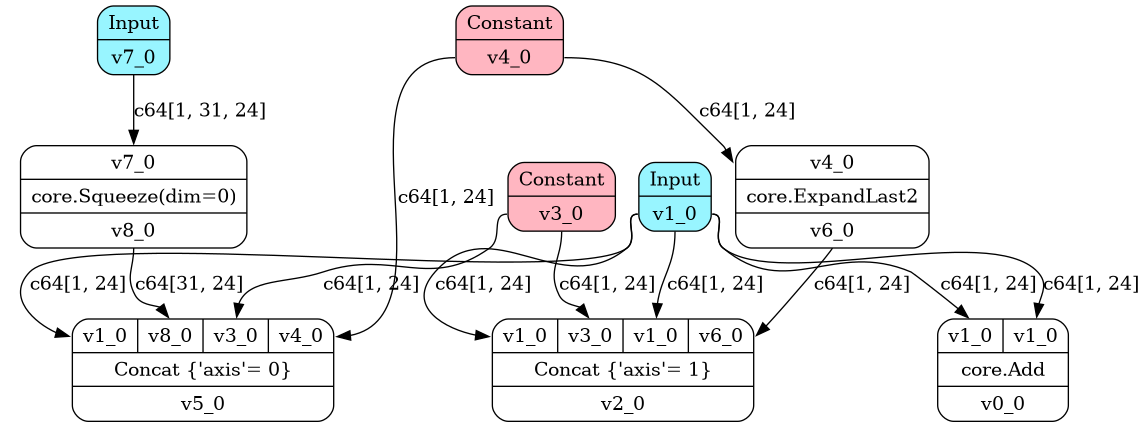 Input
v7_0
Constant
v4_0
c64[1, 31, 24]
c64[1, 24]
v7_0
core.Squeeze(dim=0)
v8_0
c64[1, 24]
Constant
v3_0
Input
v1_0
v4_0
core.ExpandLast2
v6_0
c64[1, 24]
c64[31, 24]
c64[1, 24]
c64[1, 24]
c64[1, 24]
c64[1, 24]
c64[1, 24]
c64[1, 24]
c64[1, 24]
v1_0 v8_0 v3_0 v4_0
Concat {'axis'= 0}
v5_0
v1_0 v3_0 v1_0 v6_0
Concat {'axis'= 1}
v2_0
v1_0 v1_0
core.Add
v0_0